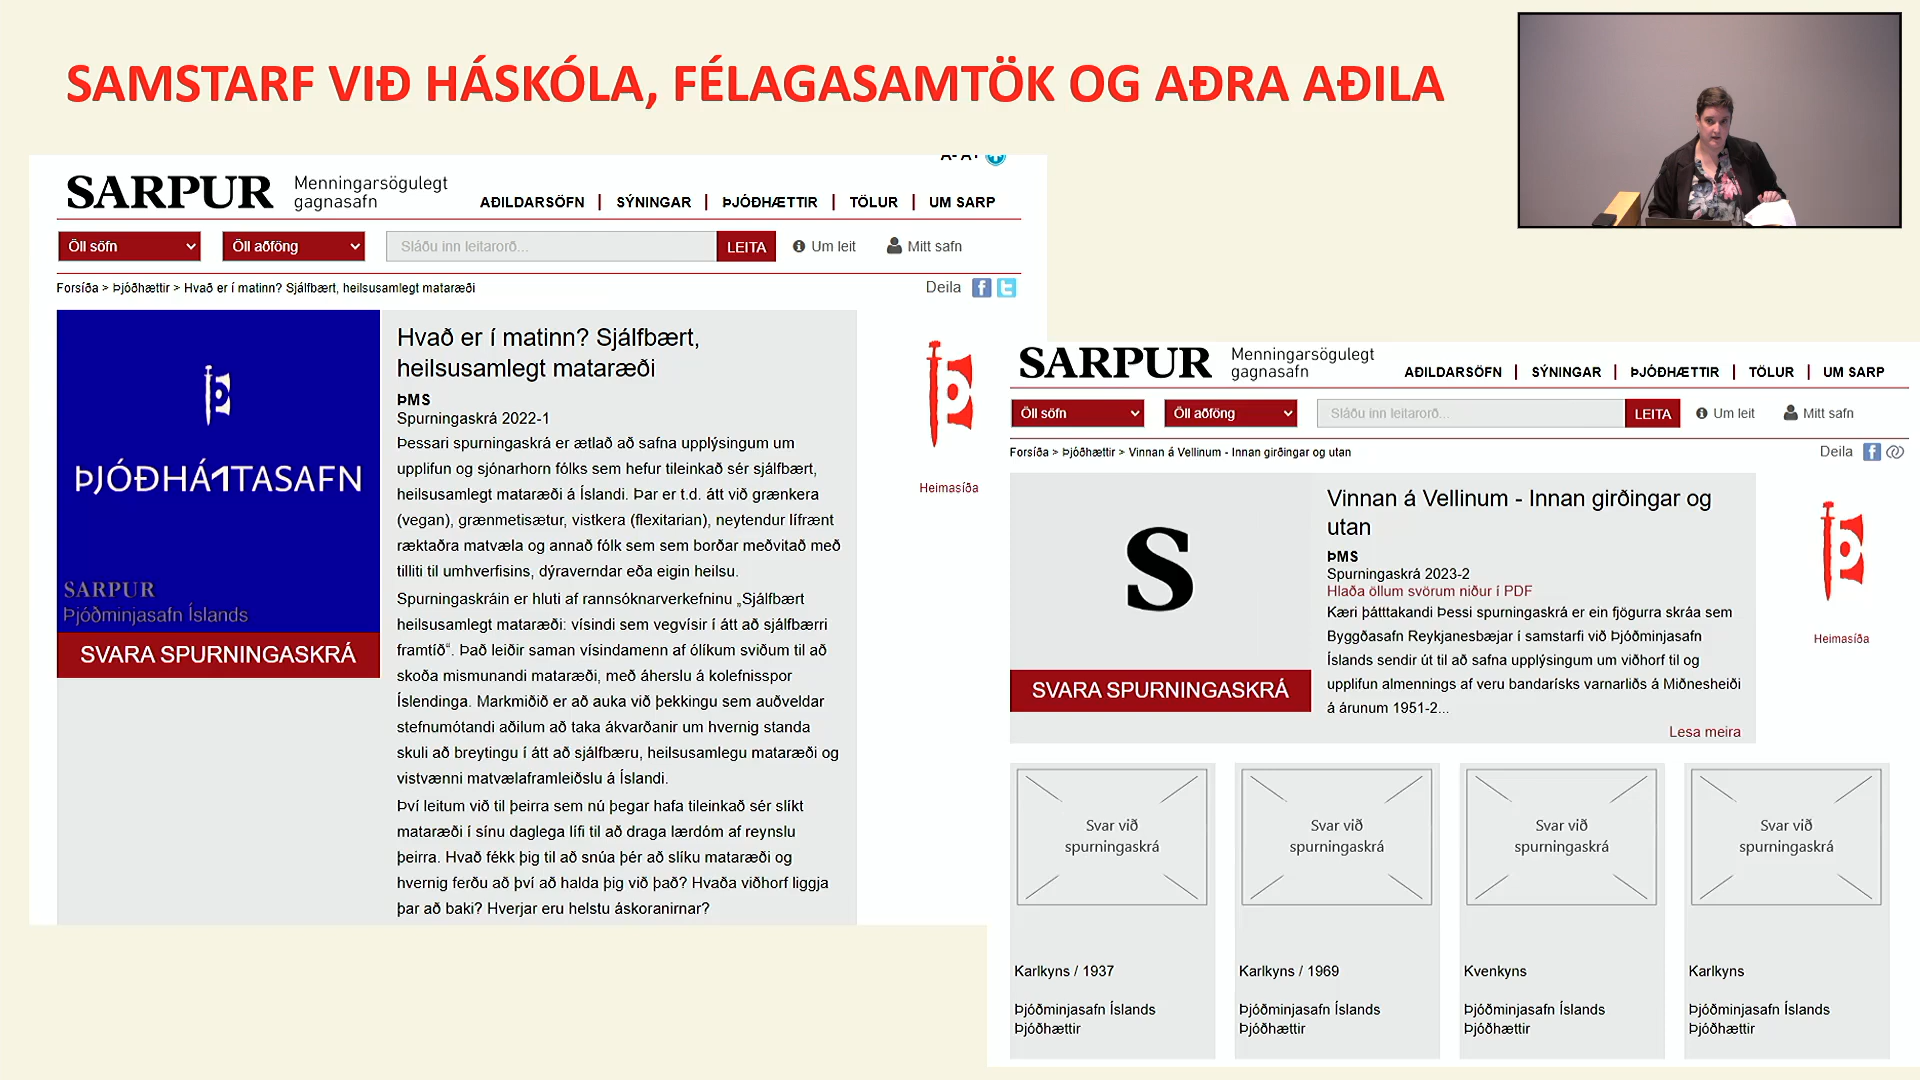 SAMSTARF VIÐ HÁSKÓLA, FÉLAGASAMTÖK OG AÐRA AÐILA
SARPUR
Menningarsögulegt
gagnasafn
AÐILDARSÖFN | SÝNINGAR | ÞJÓÐHÆTTIR | TÖLUR | UM SARP
Öll söfn
Öll aðföng
Sláðu inn leitarorð...
LEITA
Um leit
Mitt safn
Forsíða > Þjóðhættir > Hvað er í matinn? Sjálfbært, heilsusamlegt mataræði
Deila
ÞJÓÐHÁTTASAFN
SARPUR
Þjóðminjasafn Íslands
SVARA SPURNINGASKRÁ
Hvað er í matinn? Sjálfbært,
heilsusamlegt mataræði
ÞMS
Spurningaskrá 2022-1
Þessari spurningaskrá er ætlað að safna upplýsingum um
upplifun og sjónarhorn fólks sem hefur tileinkað sér sjálfbært,
heilsusamlegt mataræði á Íslandi. Þar er t.d. átt við grænkera
(vegan), grænmetisætur, vistkera (flexitarian), neytendur lífrænt
ræktaðra matvæla og annað fólk sem sem borðar meðvitað með
tilliti til umhverfisins, dýraverndar eða eigin heilsu.
Spurningaskráin er hluti af rannsóknarverkefninu „Sjálfbært
heilsusamlegt mataræði: vísindi sem vegvísir í átt að sjálfbærri
framtíð“. Það leiðir saman vísindamenn af ólíkum sviðum til að
skoða mismunandi mataræði, með áherslu á kolefnisspor
Íslendinga. Markmiðið er að auka við þekkingu sem auðveldar
stefnumótandi aðilum að taka ákvarðanir um hvernig standa
skuli að breytingu í átt að sjálfbæru, heilsusamlegu mataræði og
vistvænni matvælaframleiðslu á Íslandi.
Því leitum við til þeirra sem nú þegar hafa tileinkað sér slíkt
mataræði í sínu daglega lífi til að draga lærdóm af reynslu
þeirra. Hvað fékk þig til að snúa þér að slíku mataræði og
hvernig ferðu að því að halda þig við það? Hvaða viðhorf liggja
þar að baki? Hverjar eru helstu áskoranirnar?
Heimasíða
SARPUR
Menningarsögulegt
gagnasafn
AÐILDARSÖFN | SÝNINGAR | ÞJÓÐHÆTTIR | TÖLUR | UM SARP
Öll söfn
Öll aðföng
Sláðu inn leitarorð...
LEITA
Um leit
Mitt safn
Forsíða > Þjóðhættir > Vinnan á Vellinum - Innan girðingar og utan
Deila
S
SVARA SPURNINGASKRÁ
Vinnan á Vellinum - Innan girðingar og
utan
ÞMS
Spurningaskrá 2023-2
Hlaða öllum svörum niður í PDF
Kæri þátttakandi Þessi spurningaskrá er ein fjögurra skráa sem
Byggðasafn Reykjanesbæjar í samstarfi við Þjóðminjasafn
Íslands sendir út til að safna upplýsingum um viðhorf til og
upplifun almennings af veru bandarísks varnarliðs á Miðnesheiði
á árunum 1951-2...
Lesa meira
Heimasíða
Svar við
spurningaskrá
Karlkyns / 1937
Þjóðminjasafn Íslands
Þjóðhættir
Svar við
spurningaskrá
Karlkyns / 1969
Þjóðminjasafn Íslands
Þjóðhættir
Svar við
spurningaskrá
Kvenkyns
Þjóðminjasafn Íslands
Þjóðhættir
Svar við
spurningaskrá
Karlkyns
Þjóðminjasafn Íslands
Þjóðhættir